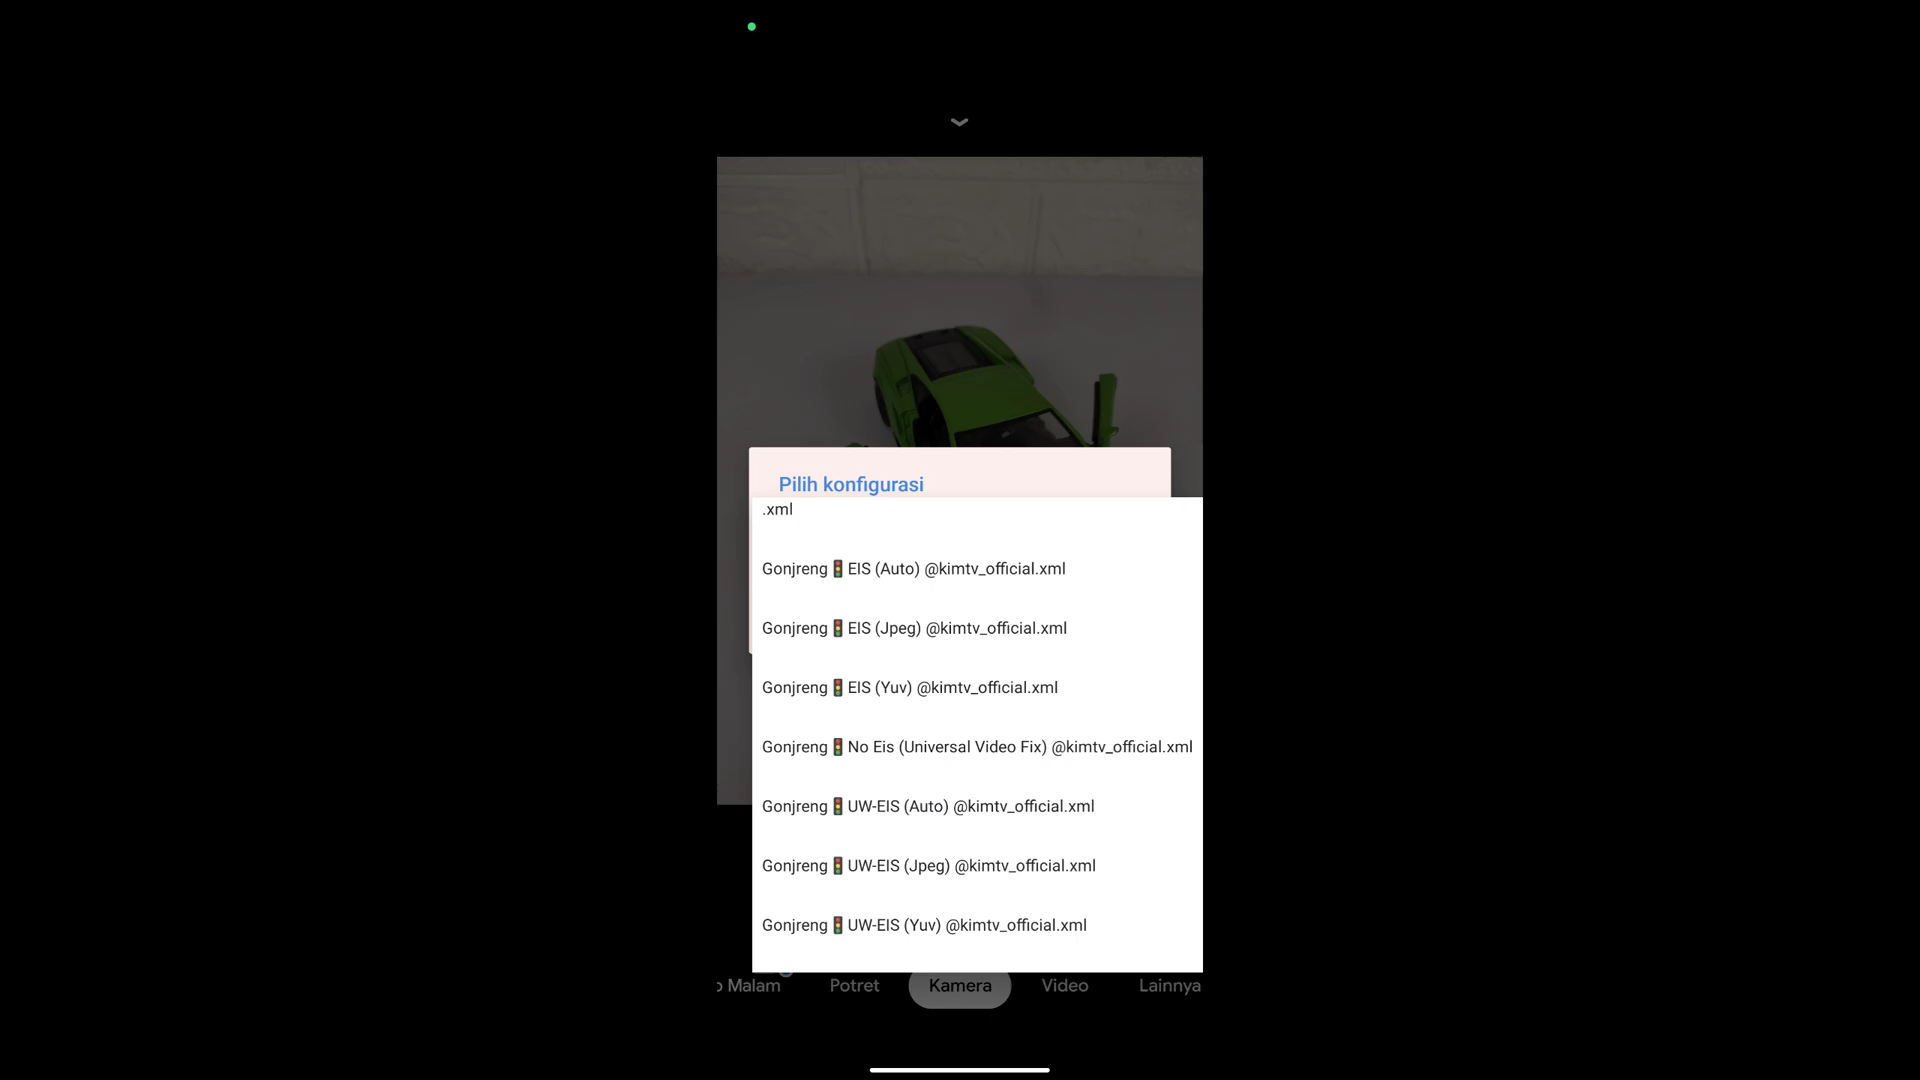 Pilih konfigurasi
.xml
Gonjreng🚦EIS (Auto) @kimtv_official.xml
Gonjreng🚦EIS (Jpeg) @kimtv_official.xml
Gonjreng🚦EIS (Yuv) @kimtv_official.xml
Gonjreng🚦No Eis (Universal Video Fix) @kimtv_official.xml
Gonjreng🚦UW-EIS (Auto) @kimtv_official.xml
Gonjreng🚦UW-EIS (Jpeg) @kimtv_official.xml
Gonjreng🚦UW-EIS (Yuv) @kimtv_official.xml
o Malam Potret Kamera Video Lainnya